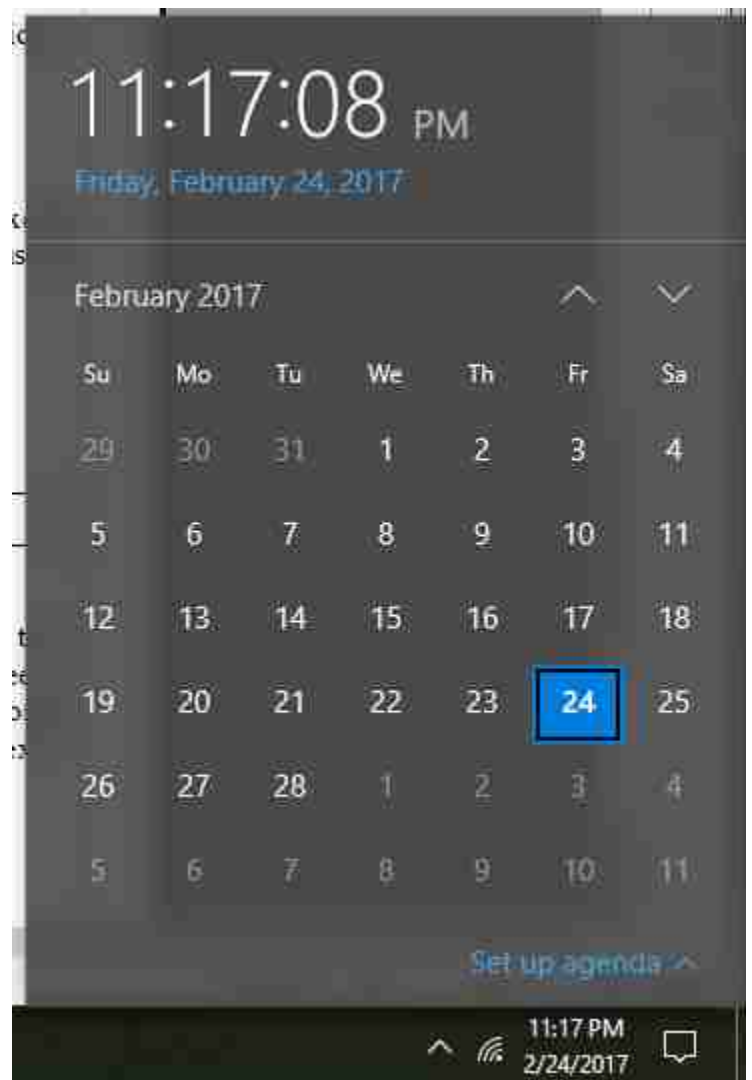 11:17:08 PM
Friday, February 24, 2017
February 2017
Su Mo Tu We Th Fr Sa
29 30 31 1 2 3 4
5 6 7 8 9 10 11
12 13 14 15 16 17 18
19 20 21 22 23 24 25
26 27 28 1 2 3 4
5 6 7 8 9 10 11
Set up agenda
11:17 PM
2/24/2017